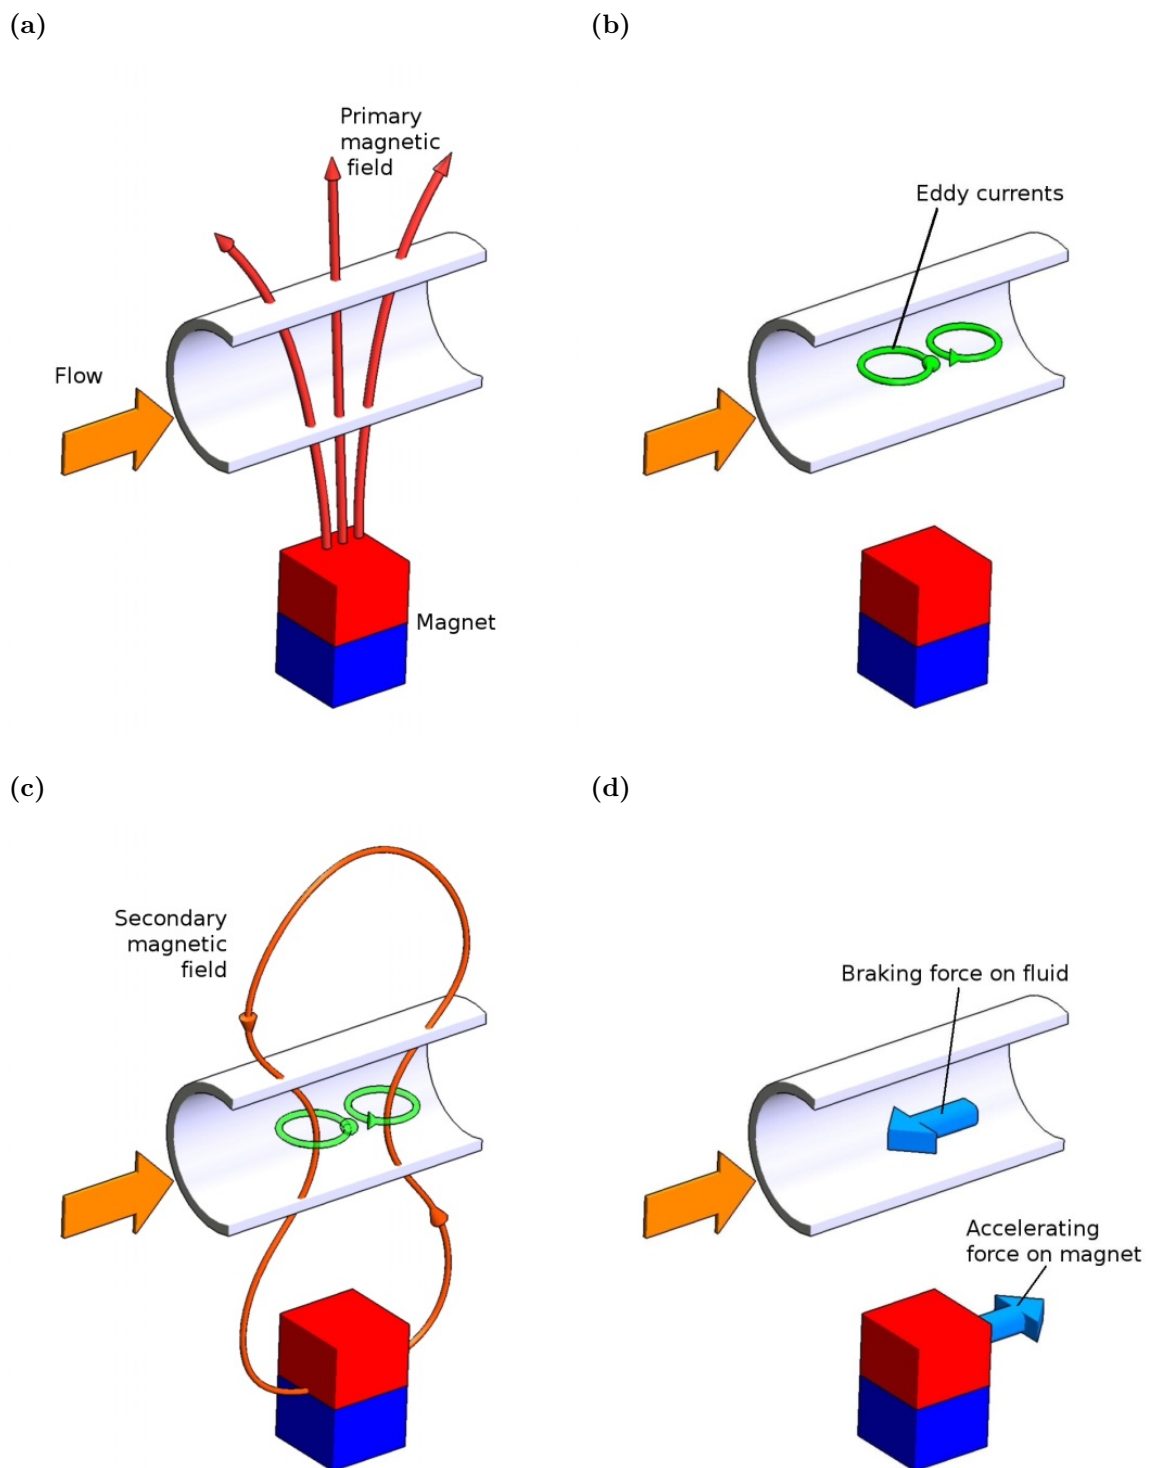 (a)
(b)
Primary
magnetic
field
Flow
Magnet
Eddy currents
(c)
(d)
Secondary
magnetic
field
Braking force on fluid
Accelerating
force on magnet